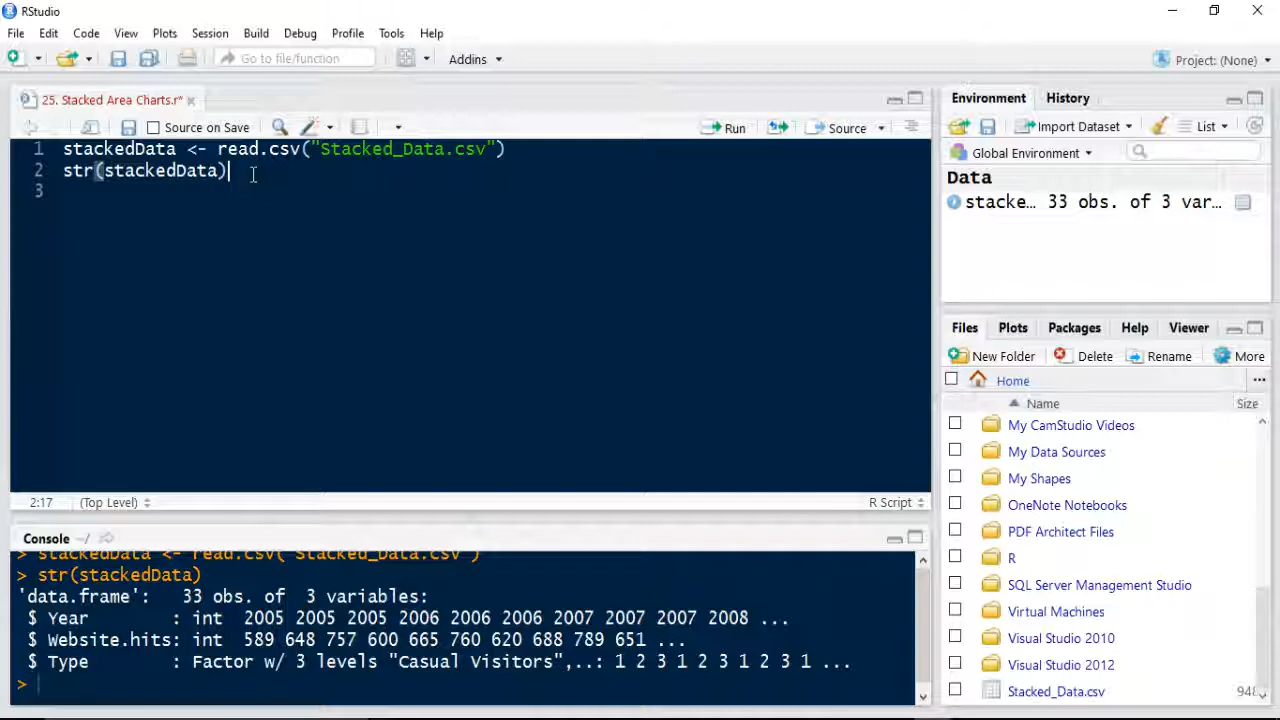 RStudio
File Edit Code View Plots Session Build Debug Profile Tools Help
Go to file/function Addins Project: (None)
25. Stacked Area Charts.r*
Source on Save Run Source
1 stackedData <- read.csv("Stacked_Data.csv")
2 str(stackedData)
3
2:17 (Top Level) R Script
Console ~/
> stackedData <- read.csv("Stacked_Data.csv")
> str(stackedData)
'data.frame': 33 obs. of 3 variables:
$ Year : int 2005 2005 2005 2006 2006 2006 2007 2007 2007 2008 ...
$ Website.hits: int 589 648 757 600 665 760 620 688 789 651 ...
$ Type : Factor w/ 3 levels "Casual Visitors",..: 1 2 3 1 2 3 1 2 3 1 ...
>
Environment History
Import Dataset List
Global Environment
Data
stacke… 33 obs. of 3 var…
Files Plots Packages Help Viewer
New Folder Delete Rename More
Home ...
Name Size
My CamStudio Videos
My Data Sources
My Shapes
OneNote Notebooks
PDF Architect Files
R
SQL Server Management Studio
Virtual Machines
Visual Studio 2010
Visual Studio 2012
Stacked_Data.csv